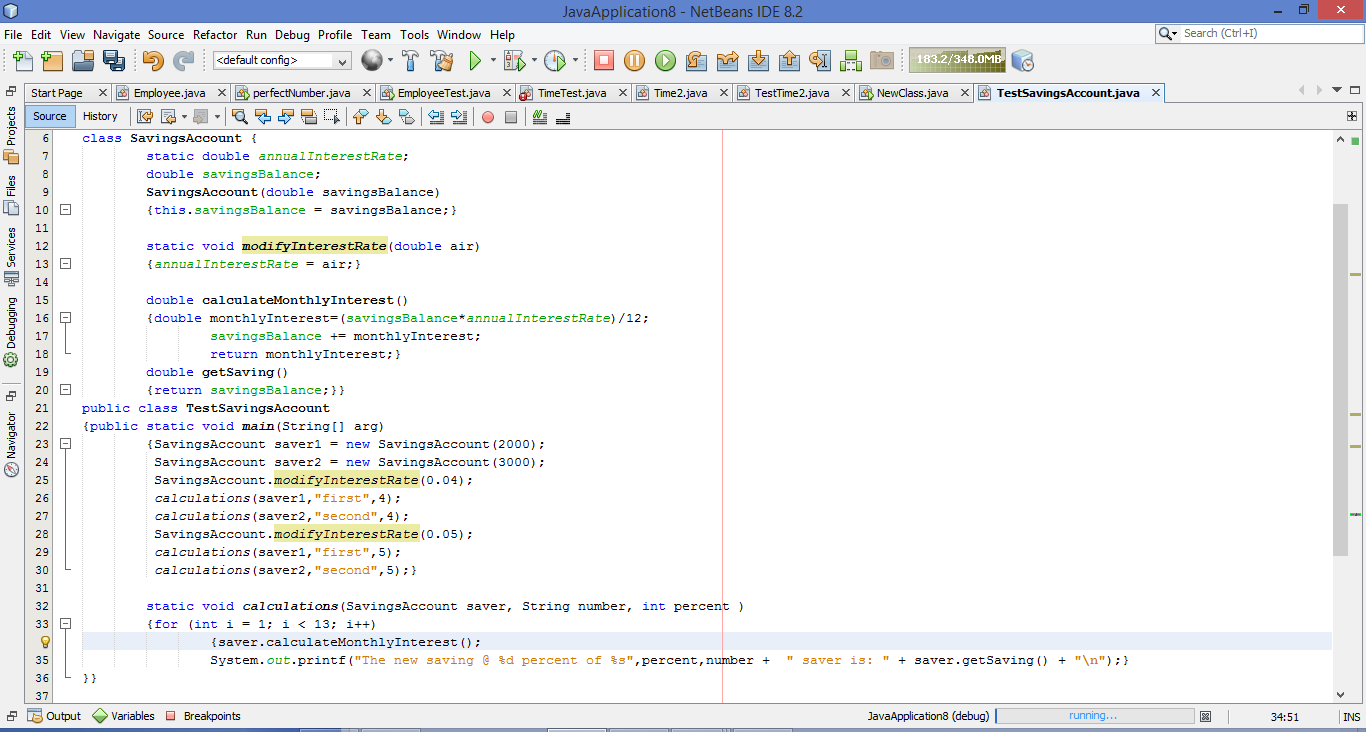 JavaApplication8 - NetBeans IDE 8.2
File Edit View Navigate Source Refactor Run Debug Profile Team Tools Window Help
Search (Ctrl+I)
<default config>
183.2/348.0MB
Start Page Employee.java perfectNumber.java EmployeeTest.java TimeTest.java Time2.java TestTime2.java NewClass.java TestSavingsAccount.java
Source History
Projects
Files
Services
Debugging
Navigator
6 class SavingsAccount {
7 static double annualInterestRate;
8 double savingsBalance;
9 SavingsAccount(double savingsBalance)
10 {this.savingsBalance = savingsBalance;}
11
12 static void modifyInterestRate(double air)
13 {annualInterestRate = air;}
14
15 double calculateMonthlyInterest()
16 {double monthlyInterest=(savingsBalance*annualInterestRate)/12;
17 savingsBalance += monthlyInterest;
18 return monthlyInterest;}
19 double getSaving()
20 {return savingsBalance;}}
21 public class TestSavingsAccount
22 {public static void main(String[] arg)
23 {SavingsAccount saver1 = new SavingsAccount(2000);
24 SavingsAccount saver2 = new SavingsAccount(3000);
25 SavingsAccount.modifyInterestRate(0.04);
26 calculations(saver1,"first",4);
27 calculations(saver2,"second",4);
28 SavingsAccount.modifyInterestRate(0.05);
29 calculations(saver1,"first",5);
30 calculations(saver2,"second",5);}
31
32 static void calculations(SavingsAccount saver, String number, int percent )
33 {for (int i = 1; i < 13; i++)
{saver.calculateMonthlyInterest();
35 System.out.printf("The new saving @ %d percent of %s",percent,number + " saver is: " + saver.getSaving() + "\n");}
36 }}
37
Output Variables Breakpoints
JavaApplication8 (debug) running... 34:51 INS